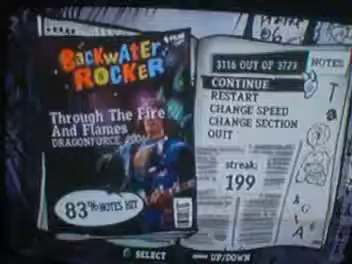 BACKWATER
ROCKER
Through The Fire
And Flames
DRAGONFORCE
83% NOTES HIT
3116 OUT OF 3722
NOTES
CONTINUE
RESTART
CHANGE SPEED
CHANGE SECTION
QUIT
streak:
199
SELECT
UP/DOWN